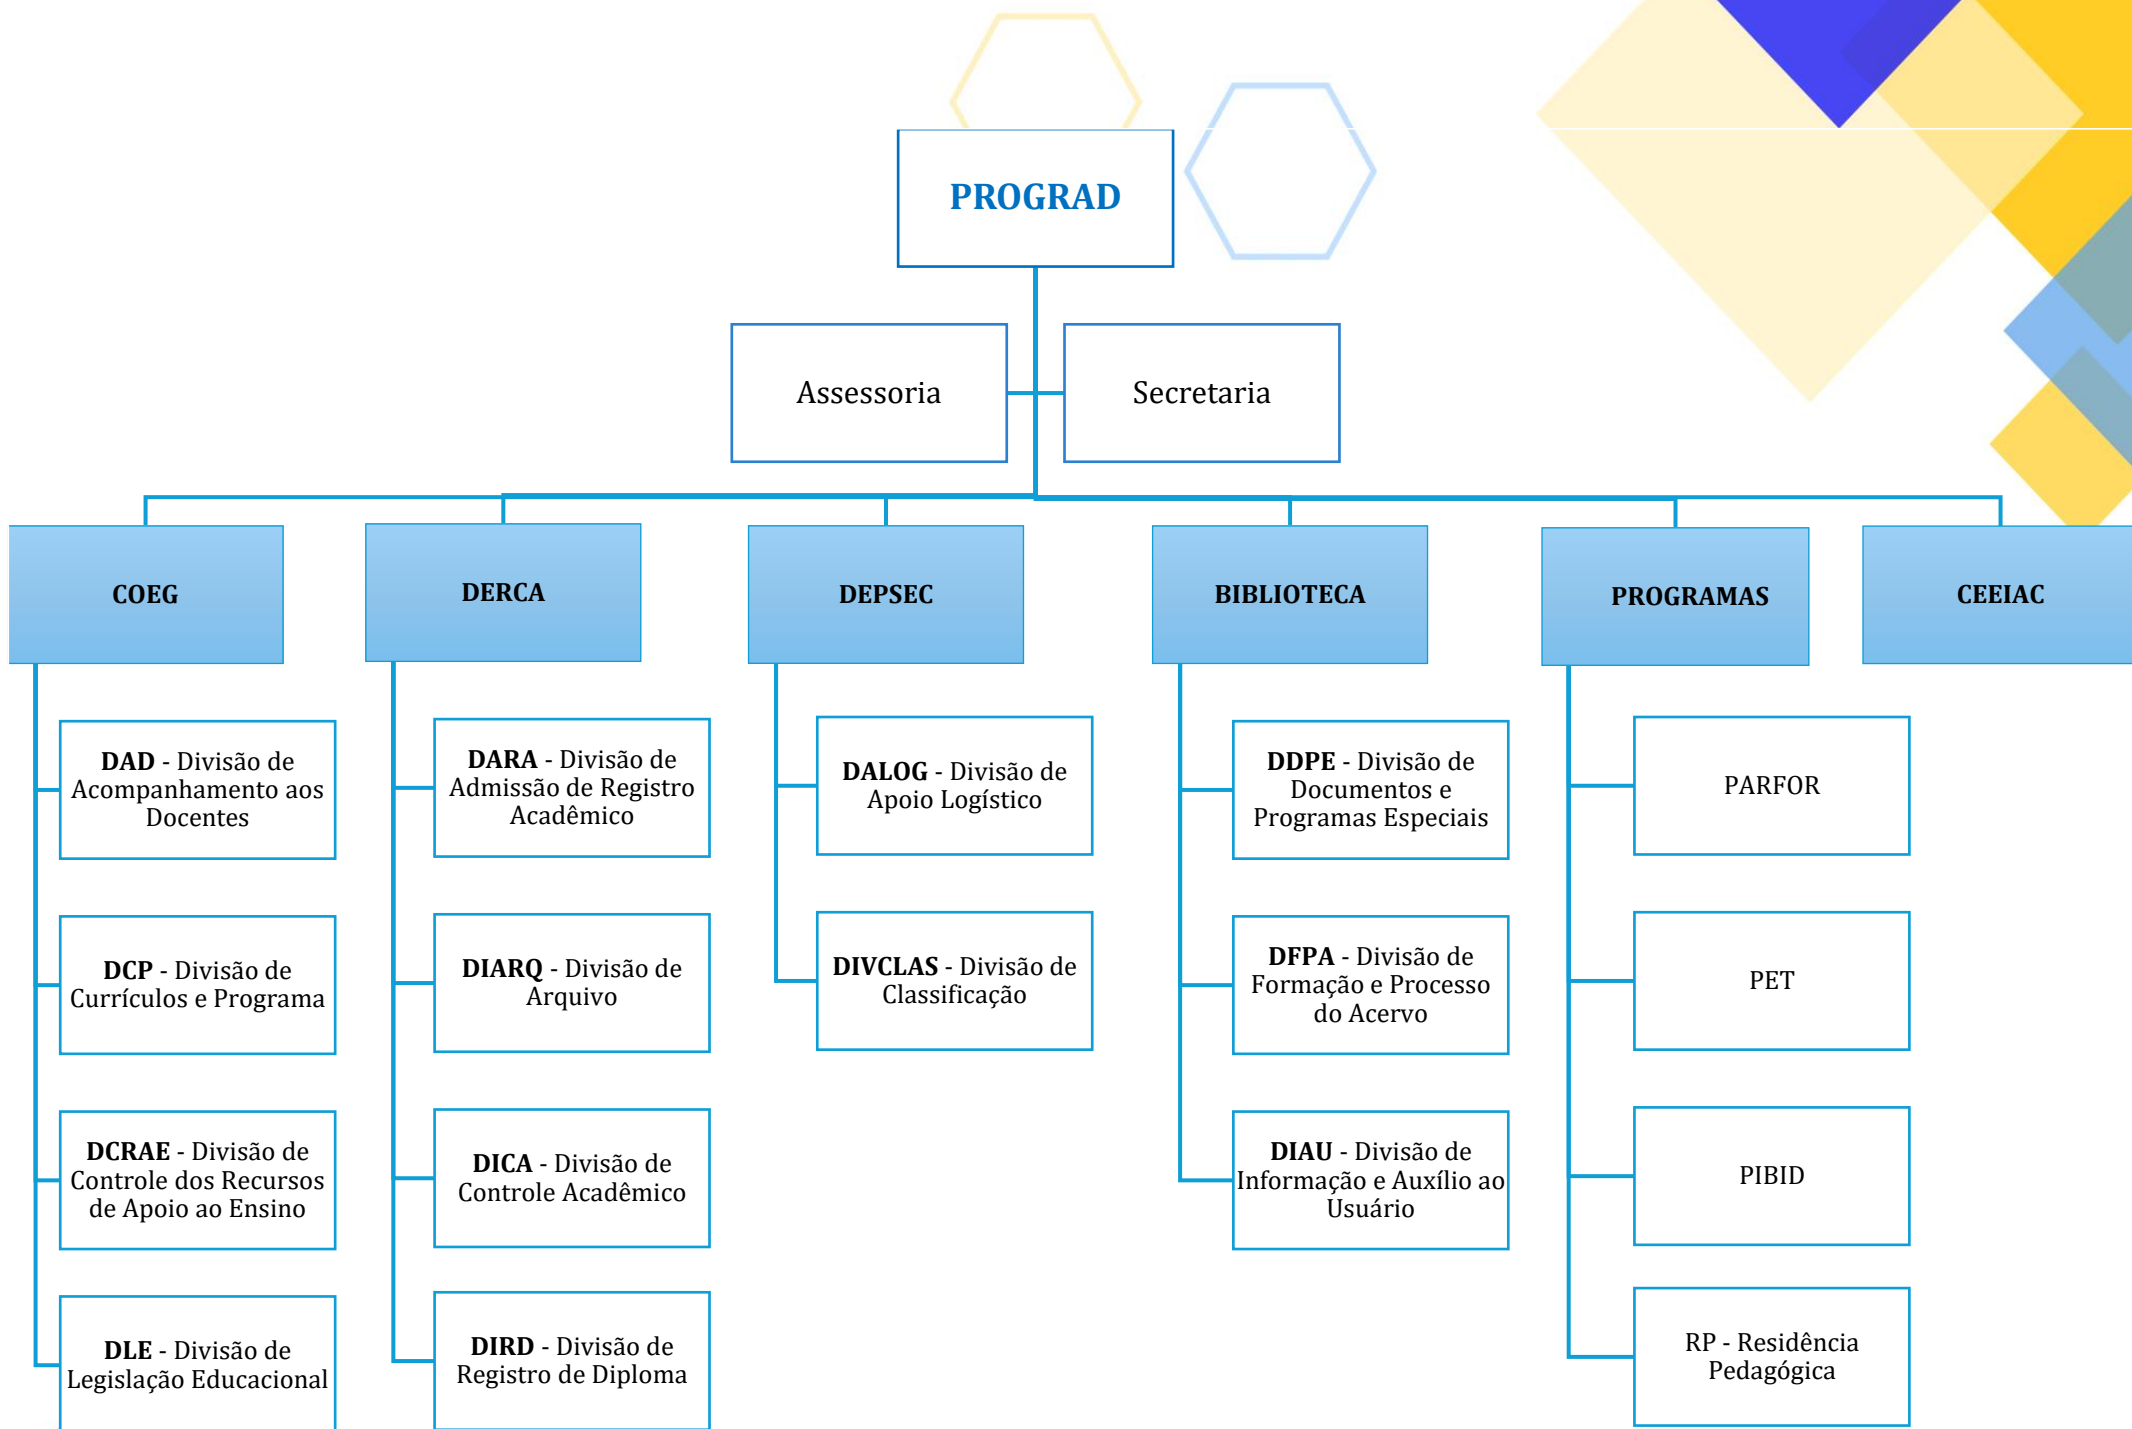 PROGRAD
Assessoria
Secretaria
COEG
DERCA
DEPSEC
BIBLIOTECA
PROGRAMAS
CEEIAC
DAD - Divisão de
Acompanhamento aos
Docentes
DCP - Divisão de
Currículos e Programa
DCRAE - Divisão de
Controle dos Recursos
de Apoio ao Ensino
DLE - Divisão de
Legislação Educacional
DARA - Divisão de
Admissão de Registro
Acadêmico
DIARQ - Divisão de
Arquivo
DICA - Divisão de
Controle Acadêmico
DIRD - Divisão de
Registro de Diploma
DALOG - Divisão de
Apoio Logístico
DIVCLAS - Divisão de
Classificação
DDPE - Divisão de
Documentos e
Programas Especiais
DFPA - Divisão de
Formação e Processo
do Acervo
DIAU - Divisão de
Informação e Auxílio ao
Usuário
PARFOR
PET
PIBID
RP - Residência
Pedagógica